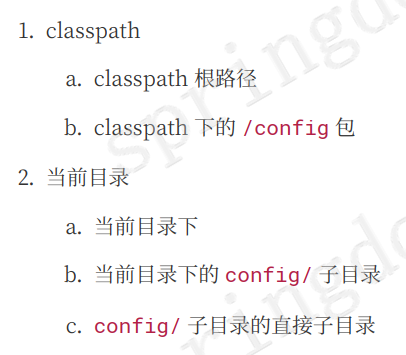 1. classpath
a. classpath 根路径
b. classpath 下的 /config 包
2. 当前目录
a. 当前目录下
b. 当前目录下的 config/ 子目录
c. config/ 子目录的直接子目录
springdo
springdo